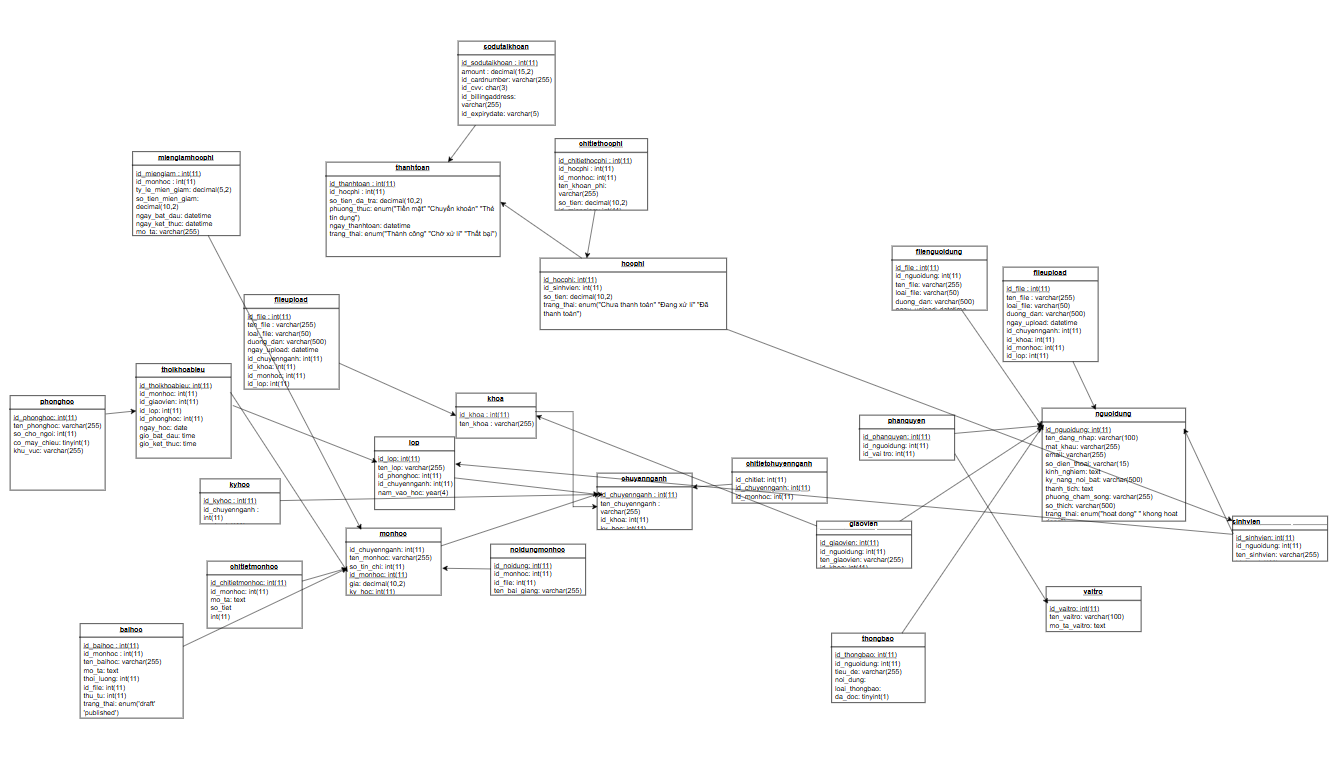 sodutaikhoan
id_sodutaikhoan : int(11)
amount : decimal(15,2)
id_cardnumber: varchar(255)
id_cvv: char(3)
id_billingaddress:
varchar(255)
id_expirydate: varchar(5)
miengiamhocphi
id_miengiam : int(11)
id_monhoc : int(11)
ty_le_mien_giam: decimal(5,2)
so_tien_mien_giam:
decimal(10,2)
ngay_bat_dau: datetime
ngay_ket_thuc: datetime
mo_ta: varchar(255)
thanhtoan
id_thanhtoan : int(11)
id_hocphi : int(11)
so_tien_da_tra: decimal(10,2)
phuong_thuc: enum("Tiền mặt" "Chuyển khoản" "Thẻ
tín dụng")
ngay_thanhtoan: datetime
trang_thai: enum("Thành công" "Chờ xử lí" "Thất bại")
chitiethocphi
id_chitiethocphi : int(11)
id_hocphi : int(11)
id_monhoc: int(11)
ten_khoan_phi:
varchar(255)
so_tien: decimal(10,2)
hocphi
id_hocphi: int(11)
id_sinhvien: int(11)
so_tien: decimal(10,2)
trang_thai: enum("Chưa thanh toán" "Đang xử lí" "Đã
thanh toán")
filenguoidung
id_file : int(11)
id_nguoidung: int(11)
ten_file: varchar(255)
loai_file: varchar(50)
duong_dan: varchar(500)
ngay_upload: datetime
fileupload
id_file : int(11)
ten_file : varchar(255)
loai_file: varchar(50)
duong_dan: varchar(500)
ngay_upload: datetime
id_chuyennganh: int(11)
id_khoa: int(11)
id_monhoc: int(11)
id_lop: int(11)
fileupload
id_file : int(11)
ten_file : varchar(255)
loai_file: varchar(50)
duong_dan: varchar(500)
ngay_upload: datetime
id_chuyennganh: int(11)
id_khoa: int(11)
id_monhoc: int(11)
id_lop: int(11)
thoikhoabieu
id_thoikhoabieu: int(11)
id_monhoc: int(11)
id_giaovien: int(11)
id_lop: int(11)
id_phonghoc: int(11)
ngay_hoc: date
gio_bat_dau: time
gio_ket_thuc: time
phonghoc
id_phonghoc: int(11)
ten_phonghoc: varchar(255)
so_cho_ngoi: int(11)
co_may_chieu: tinyint(1)
khu_vuc: varchar(255)
khoa
id_khoa : int(11)
ten_khoa : varchar(255)
lop
id_lop: int(11)
ten_lop: varchar(255)
id_phonghoc: int(11)
id_chuyennganh: int(11)
nam_vao_hoc: year(4)
phanquyen
id_phanquyen: int(11)
id_nguoidung: int(11)
id_vai tro: int(11)
nguoidung
id_nguoidung: int(11)
ten_dang_nhap: varchar(100)
mat_khau: varchar(255)
email: varchar(255)
so_dien_thoai: varchar(15)
kinh_nghiem: text
ky_nang_noi_bat: varchar(500)
thanh_tich: text
phuong_cham_song: varchar(255)
so_thich: varchar(500)
trang_thai: enum("hoat dong" " khong hoat
kyhoc
id_kyhoc : int(11)
id_chuyennganh :
int(11)
chuyennganh
id_chuyennganh : int(11)
ten_chuyennganh :
varchar(255)
id_khoa: int(11)
ky_hoc: int(11)
chitietchuyennganh
id_chitiet: int(11)
id_chuyennganh: int(11)
id_monhoc: int(11)
giaovien
id_giaovien: int(11)
id_nguoidung: int(11)
ten_giaovien: varchar(255)
id_khoa: int(11)
sinhvien
id_sinhvien: int(11)
id_nguoidung: int(11)
ten_sinhvien: varchar(255)
monhoc
id_chuyennganh: int(11)
ten_monhoc: varchar(255)
so_tin_chi: int(11)
id_monhoc: int(11)
gia: decimal(10,2)
ky_hoc: int(11)
noidungmonhoc
id_noidung: int(11)
id_monhoc: int(11)
id_file: int(11)
ten_bai_giang: varchar(255)
chitietmonhoc
id_chitietmonhoc: int(11)
id_monhoc: int(11)
mo_ta: text
so_tiet
int(11)
vaitro
id_vaitro: int(11)
ten_vaitro: varchar(100)
mo_ta_vaitro: text
baihoc
id_baihoc : int(11)
id_monhoc : int(11)
ten_baihoc: varchar(255)
mo_ta: text
thoi_luong: int(11)
id_file: int(11)
thu_tu: int(11)
trang_thai: enum('draft'
'published')
thongbao
id_thongbao: int(11)
id_nguoidung: int(11)
tieu_de: varchar(255)
noi_dung:
loai_thongbao:
da_doc: tinyint(1)